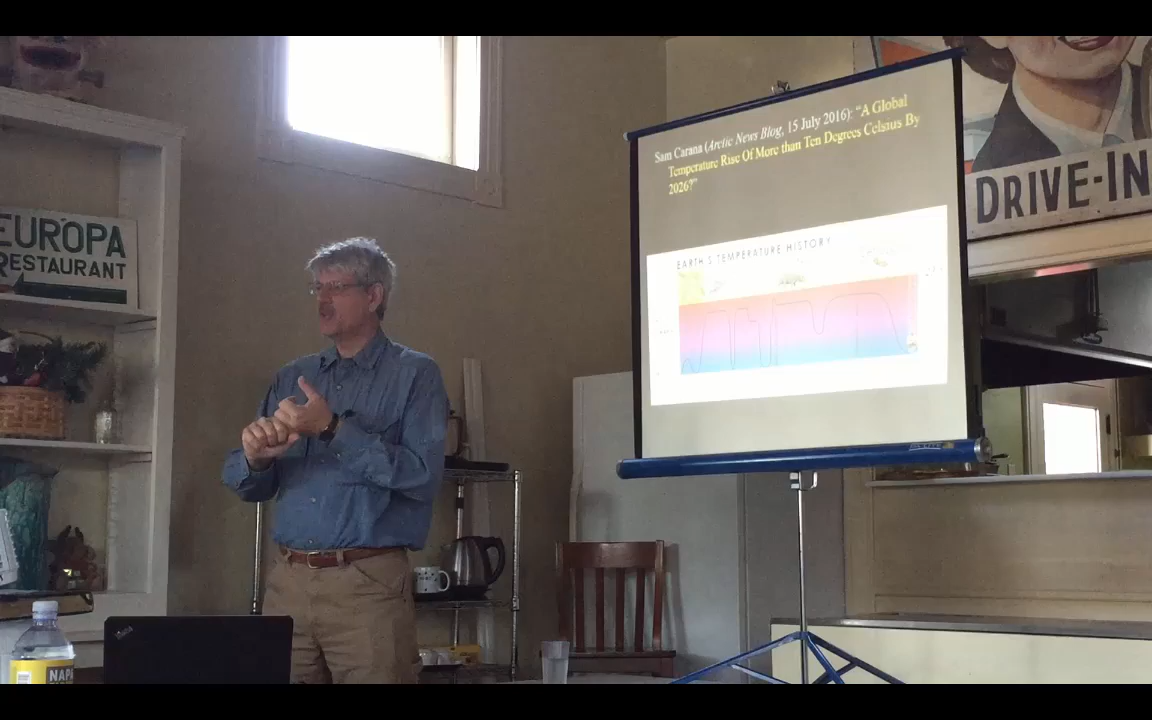 EUROPA
RESTAURANT
Sam Carana (Arctic News Blog, 15 July 2016): “A Global
Temperature Rise Of More than Ten Degrees Celsius By
2026?”
EARTH'S TEMPERATURE HISTORY
DRIVE-IN
NAPA